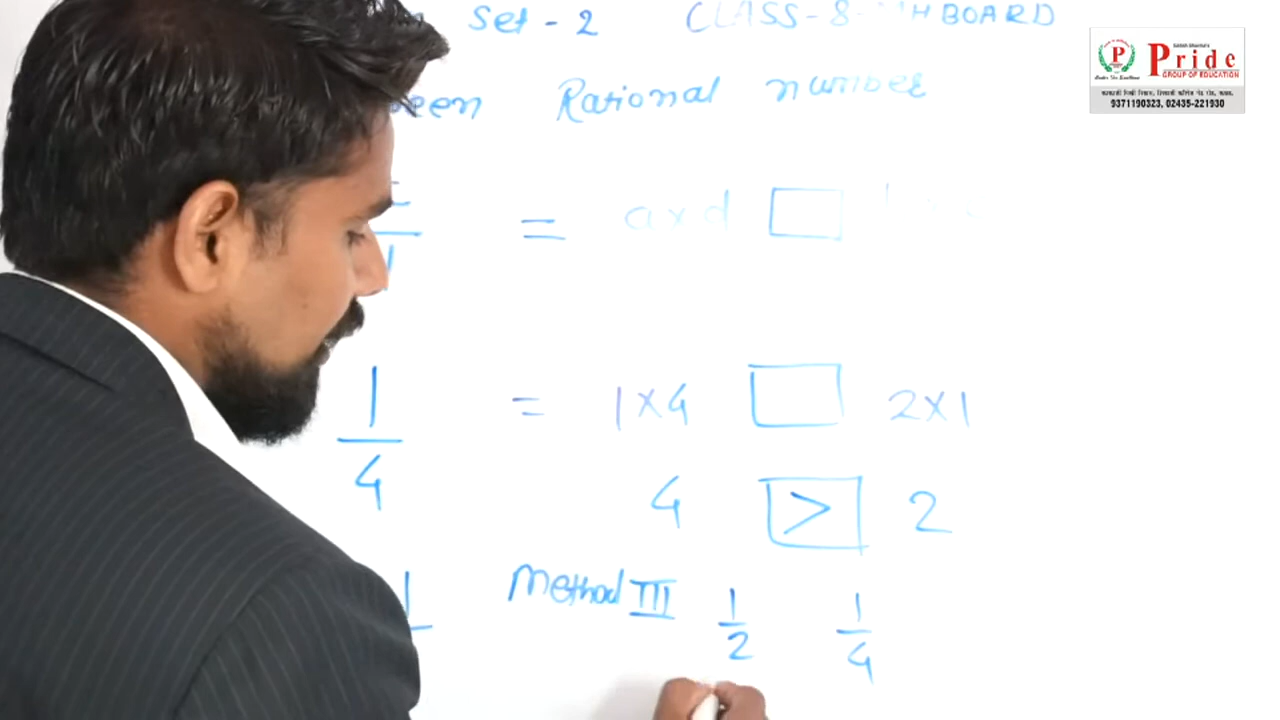 Set - 2 CLASS - 8 - BOARD
Rational number
= a x d
1/4 = 1 x 4 2 x 1
4 > 2
Method III 1/2 1/4
P Pride
GROUP OF EDUCATION
9371190323, 02435-221930